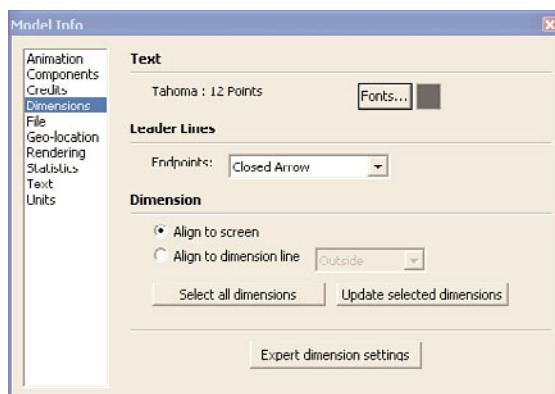 Model Info
Animation
Components
Credits
Dimensions
File
Geo-location
Rendering
Statistics
Text
Units
Text
Tahoma : 12 Points
Fonts...
Leader Lines
Endpoints:
Closed Arrow
Dimension
Align to screen
Align to dimension line
Outside
Select all dimensions
Update selected dimensions
Expert dimension settings